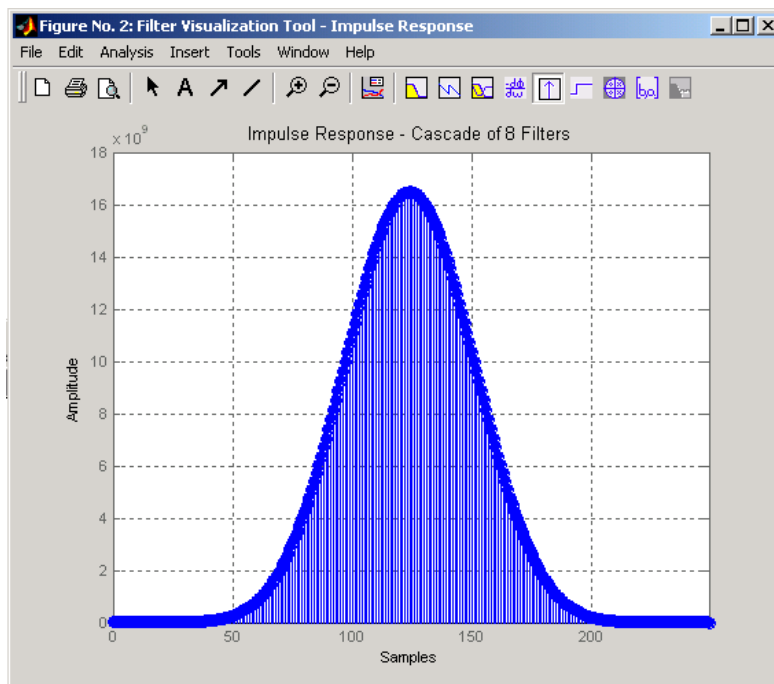 Figure No. 2: Filter Visualization Tool - Impulse Response
File Edit Analysis Insert Tools Window Help
A
[b,a]
x 10^9
Impulse Response - Cascade of 8 Filters
18
16
14
12
10
8
6
4
2
0
Amplitude
0 50 100 150 200
Samples